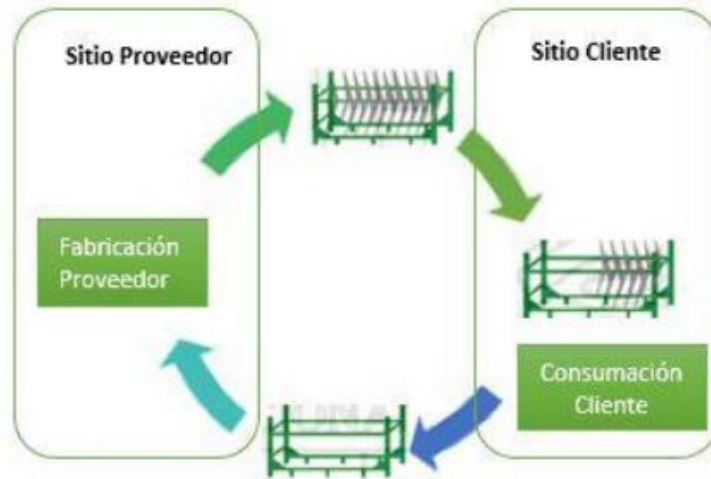 Sitio Proveedor
Sitio Cliente
Fabricación
Proveedor
Consumación
Cliente